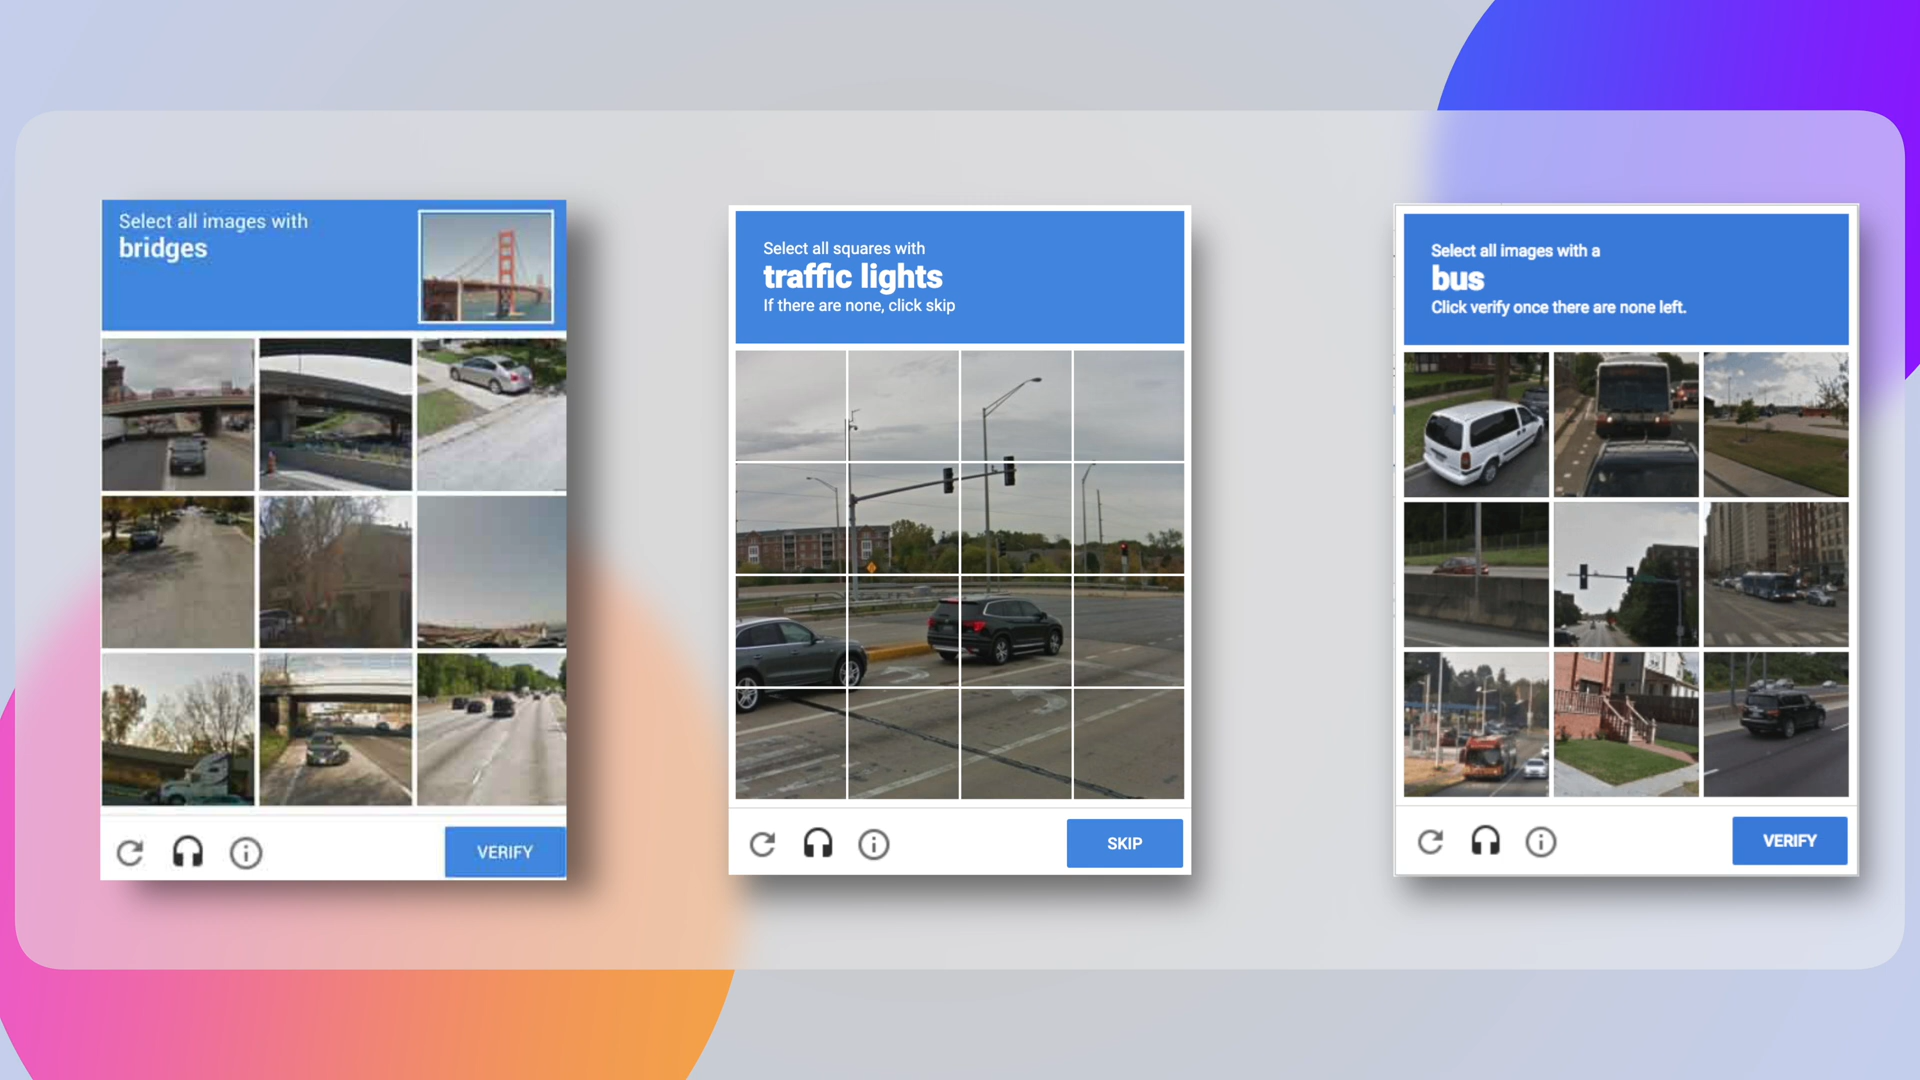 Select all images with
bridges
VERIFY
Select all squares with
traffic lights
If there are none, click skip
SKIP
Select all images with a
bus
Click verify once there are none left.
VERIFY